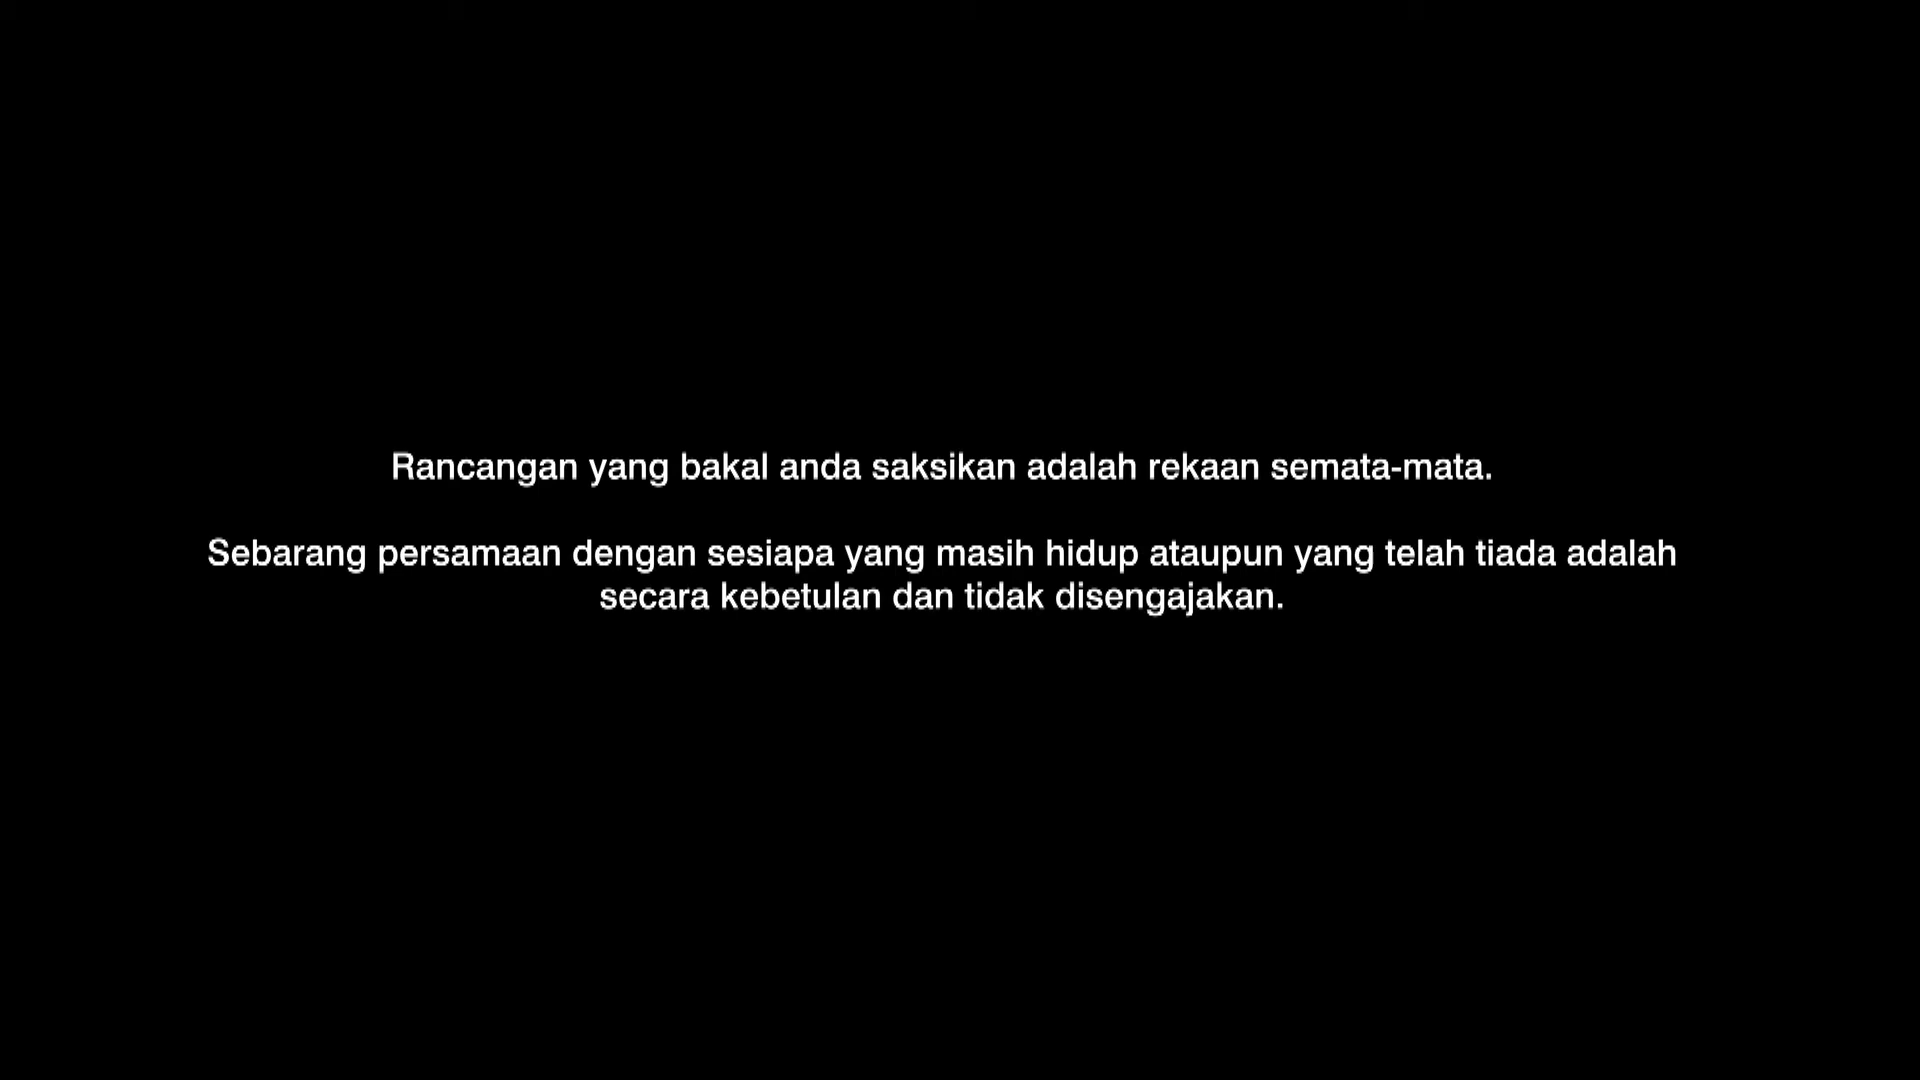 Rancangan yang bakal anda saksikan adalah rekaan semata-mata.
Sebarang persamaan dengan sesiapa yang masih hidup ataupun yang telah tiada adalah
secara kebetulan dan tidak disengajakan.